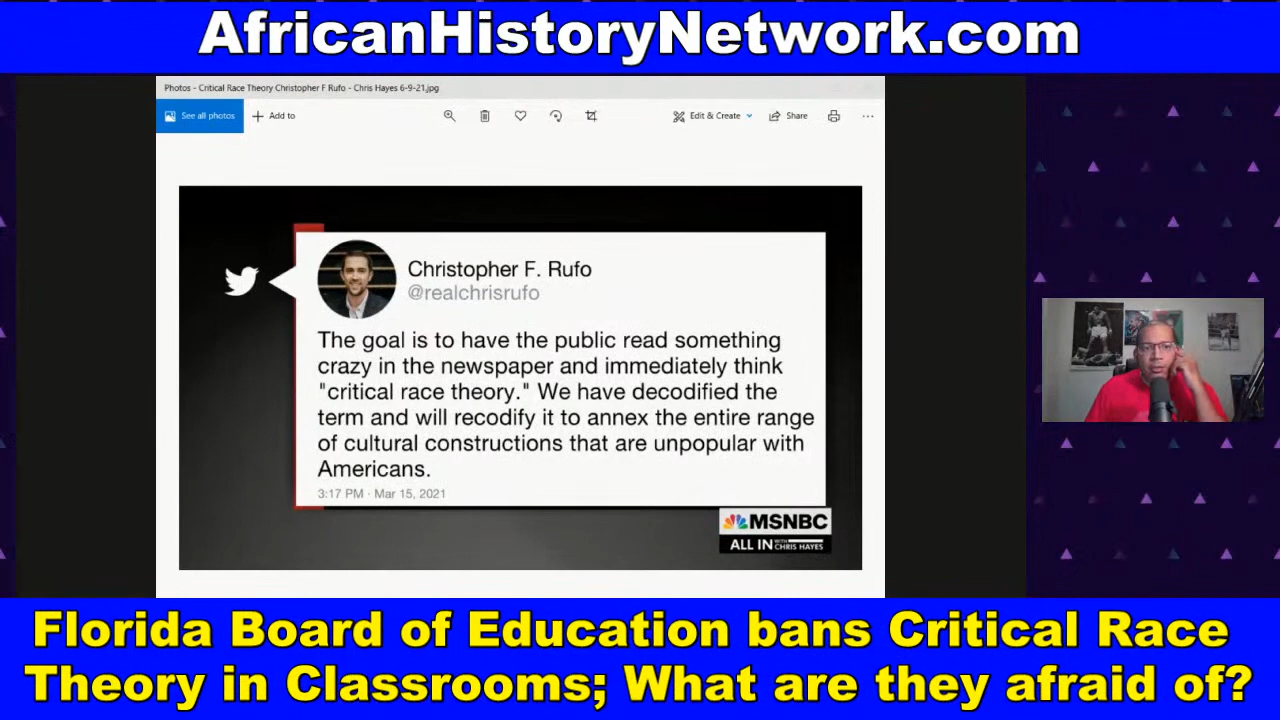 AfricanHistoryNetwork.com
Photos - Critical Race Theory Christopher F Rufo - Chris Hayes 6-9-21.jpg
See all photos
Add to
Edit & Create
Share
Christopher F. Rufo
@realchrisrufo
The goal is to have the public read something
crazy in the newspaper and immediately think
"critical race theory." We have decodified the
term and will recodify it to annex the entire range
of cultural constructions that are unpopular with
Americans.
3:17 PM · Mar 15, 2021
MSNBC
ALL IN WITH CHRIS HAYES
Florida Board of Education bans Critical Race
Theory in Classrooms; What are they afraid of?